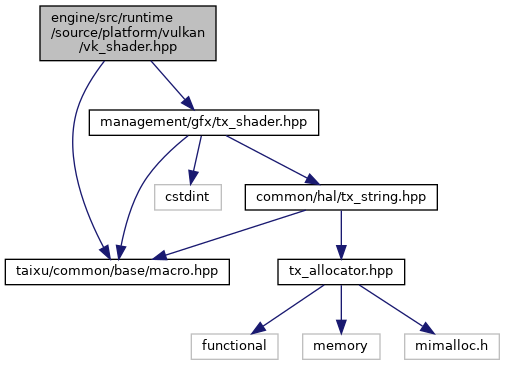 engine/src/runtime
/source/platform/vulkan
/vk_shader.hpp
management/gfx/tx_shader.hpp
cstdint
common/hal/tx_string.hpp
taixu/common/base/macro.hpp
tx_allocator.hpp
functional
memory
mimalloc.h